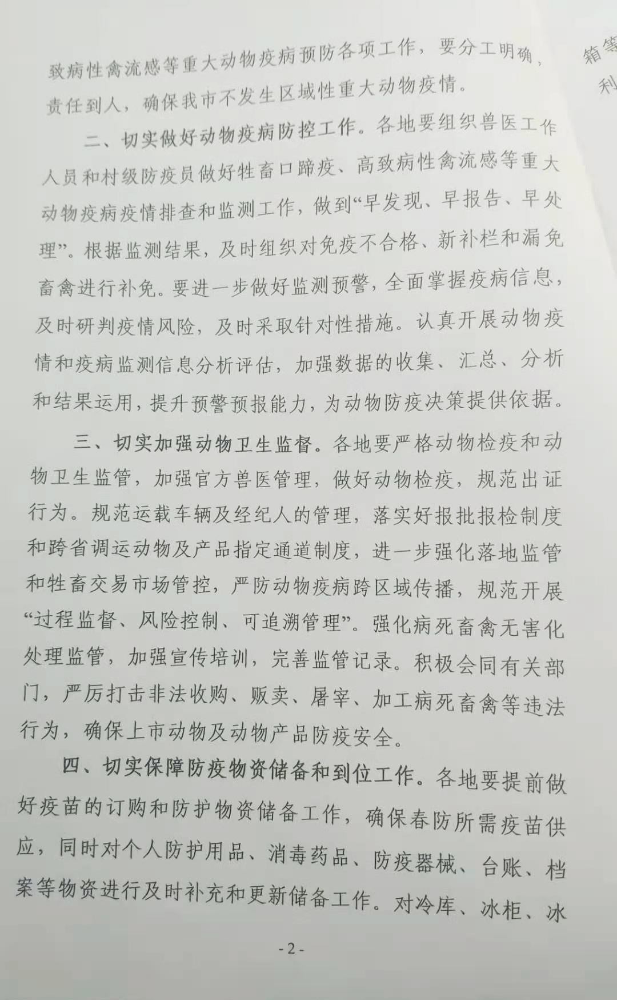 致病性禽流感等重大动物疫病预防各项工作，要分工明确，
责任到人，确保我市不发生区域性重大动物疫情。
二、切实做好动物疫病防控工作。各地要组织兽医工作
人员和村级防疫员做好牲畜口蹄疫、高致病性禽流感等重大
动物疫病疫情排查和监测工作，做到“早发现、早报告、早处
理”。根据监测结果，及时组织对免疫不合格、新补栏和漏免
畜禽进行补免。要进一步做好监测预警，全面掌握疫病信息，
及时研判疫情风险，及时采取针对性措施。认真开展动物疫
情和疫病监测信息分析评估，加强数据的收集、汇总、分析
和结果运用，提升预警预报能力，为动物防疫决策提供依据。
三、切实加强动物卫生监督。各地要严格动物检疫和动
物卫生监管，加强官方兽医管理，做好动物检疫，规范出证
行为。规范运载车辆及经纪人的管理，落实好报批报检制度
和跨省调运动物及产品指定通道制度，进一步强化落地监管
和牲畜交易市场管控，严防动物疫病跨区域传播，规范开展
“过程监督、风险控制、可追溯管理”。强化病死畜禽无害化
处理监管，加强宣传培训，完善监管记录。积极会同有关部
门，严厉打击非法收购、贩卖、屠宰、加工病死畜禽等违法
行为，确保上市动物及动物产品防疫安全。
四、切实保障防疫物资储备和到位工作。各地要提前做
好疫苗的订购和防护物资储备工作，确保春防所需疫苗供
应，同时对个人防护用品、消毒药品、防疫器械、台账、档
案等物资进行及时补充和更新储备工作。对冷库、冰柜、冰
- 2 -
箱等
利